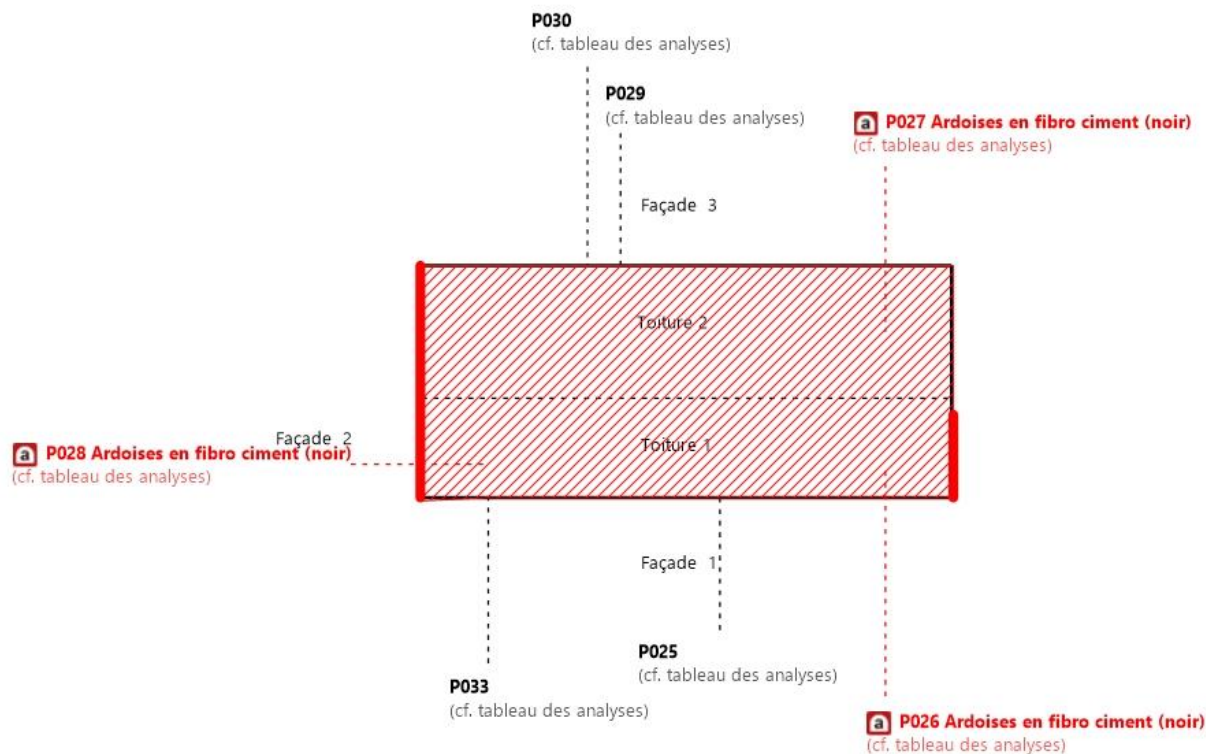 P030
(cf. tableau des analyses)
P029
(cf. tableau des analyses)
a P027 Ardoises en fibro ciment (noir)
(cf. tableau des analyses)
Façade 3
Toiture 2
Façade 2
Toiture 1
a P028 Ardoises en fibro ciment (noir)
(cf. tableau des analyses)
Façade 1
P025
(cf. tableau des analyses)
P033
(cf. tableau des analyses)
a P026 Ardoises en fibro ciment (noir)
(cf. tableau des analyses)